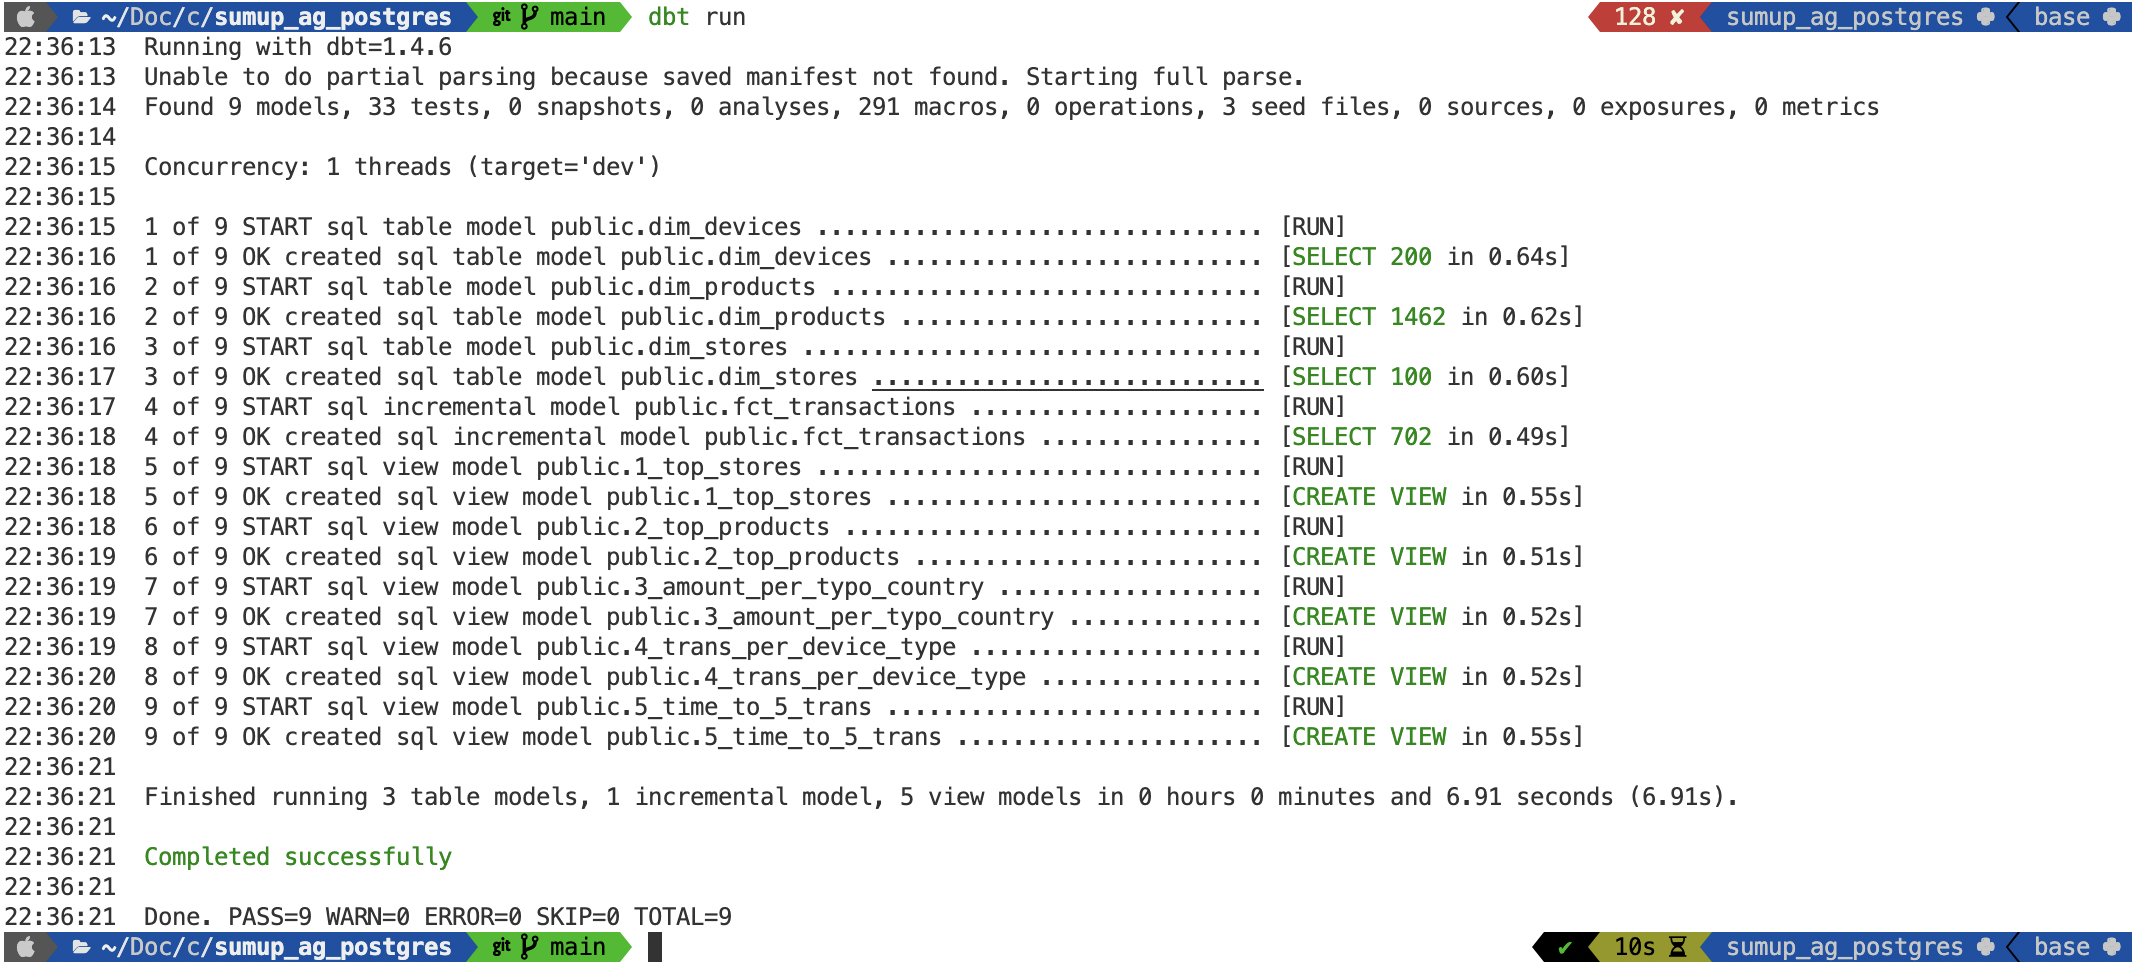 ~/Doc/c/sumup_ag_postgres git main dbt run 128 ✘ sumup_ag_postgres base
22:36:13  Running with dbt=1.4.6
22:36:13  Unable to do partial parsing because saved manifest not found. Starting full parse.
22:36:14  Found 9 models, 33 tests, 0 snapshots, 0 analyses, 291 macros, 0 operations, 3 seed files, 0 sources, 0 exposures, 0 metrics
22:36:14
22:36:15  Concurrency: 1 threads (target='dev')
22:36:15
22:36:15  1 of 9 START sql table model public.dim_devices ................................ [RUN]
22:36:16  1 of 9 OK created sql table model public.dim_devices ........................... [SELECT 200 in 0.64s]
22:36:16  2 of 9 START sql table model public.dim_products ............................... [RUN]
22:36:16  2 of 9 OK created sql table model public.dim_products .......................... [SELECT 1462 in 0.62s]
22:36:16  3 of 9 START sql table model public.dim_stores ................................. [RUN]
22:36:17  3 of 9 OK created sql table model public.dim_stores ............................ [SELECT 100 in 0.60s]
22:36:17  4 of 9 START sql incremental model public.fct_transactions ..................... [RUN]
22:36:18  4 of 9 OK created sql incremental model public.fct_transactions ................ [SELECT 702 in 0.49s]
22:36:18  5 of 9 START sql view model public.1_top_stores ................................ [RUN]
22:36:18  5 of 9 OK created sql view model public.1_top_stores ........................... [CREATE VIEW in 0.55s]
22:36:18  6 of 9 START sql view model public.2_top_products .............................. [RUN]
22:36:19  6 of 9 OK created sql view model public.2_top_products ......................... [CREATE VIEW in 0.51s]
22:36:19  7 of 9 START sql view model public.3_amount_per_typo_country ................... [RUN]
22:36:19  7 of 9 OK created sql view model public.3_amount_per_typo_country .............. [CREATE VIEW in 0.52s]
22:36:19  8 of 9 START sql view model public.4_trans_per_device_type ..................... [RUN]
22:36:20  8 of 9 OK created sql view model public.4_trans_per_device_type ................ [CREATE VIEW in 0.52s]
22:36:20  9 of 9 START sql view model public.5_time_to_5_trans ........................... [RUN]
22:36:20  9 of 9 OK created sql view model public.5_time_to_5_trans ...................... [CREATE VIEW in 0.55s]
22:36:21
22:36:21  Finished running 3 table models, 1 incremental model, 5 view models in 0 hours 0 minutes and 6.91 seconds (6.91s).
22:36:21
22:36:21  Completed successfully
22:36:21
22:36:21  Done. PASS=9 WARN=0 ERROR=0 SKIP=0 TOTAL=9
~/Doc/c/sumup_ag_postgres git main ✔ 10s sumup_ag_postgres base